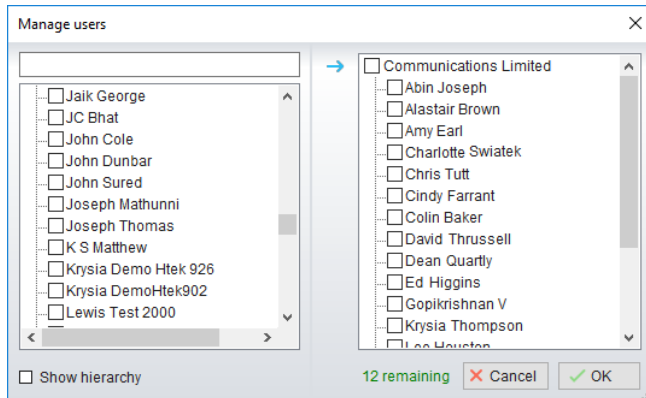 Manage users
Jaik George
JC Bhat
John Cole
John Dunbar
John Sured
Joseph Mathunni
Joseph Thomas
K S Matthew
Krysia Demo Htek 926
Krysia DemoHtek902
Lewis Test 2000
Show hierarchy
Communications Limited
Abin Joseph
Alastair Brown
Amy Earl
Charlotte Swiatek
Chris Tutt
Cindy Farrant
Colin Baker
David Thrussell
Dean Quartly
Ed Higgins
Gopikrishnan V
Krysia Thompson
Lee Houston
12 remaining
Cancel
OK